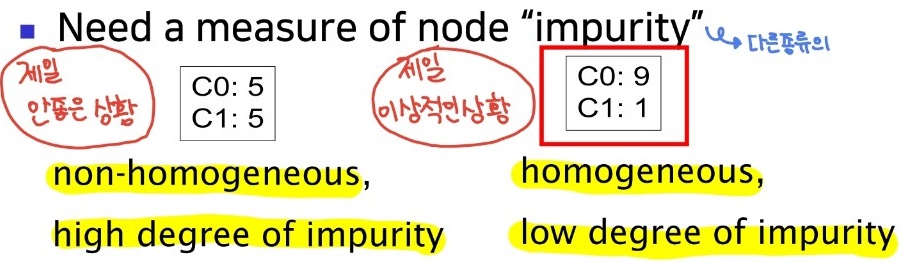 ▪ Need a measure of node “impurity” 다른종류의
제일
안좋은 상황
C0: 5
C1: 5
제일
이상적인상황
C0: 9
C1: 1
non-homogeneous,
high degree of impurity
homogeneous,
low degree of impurity